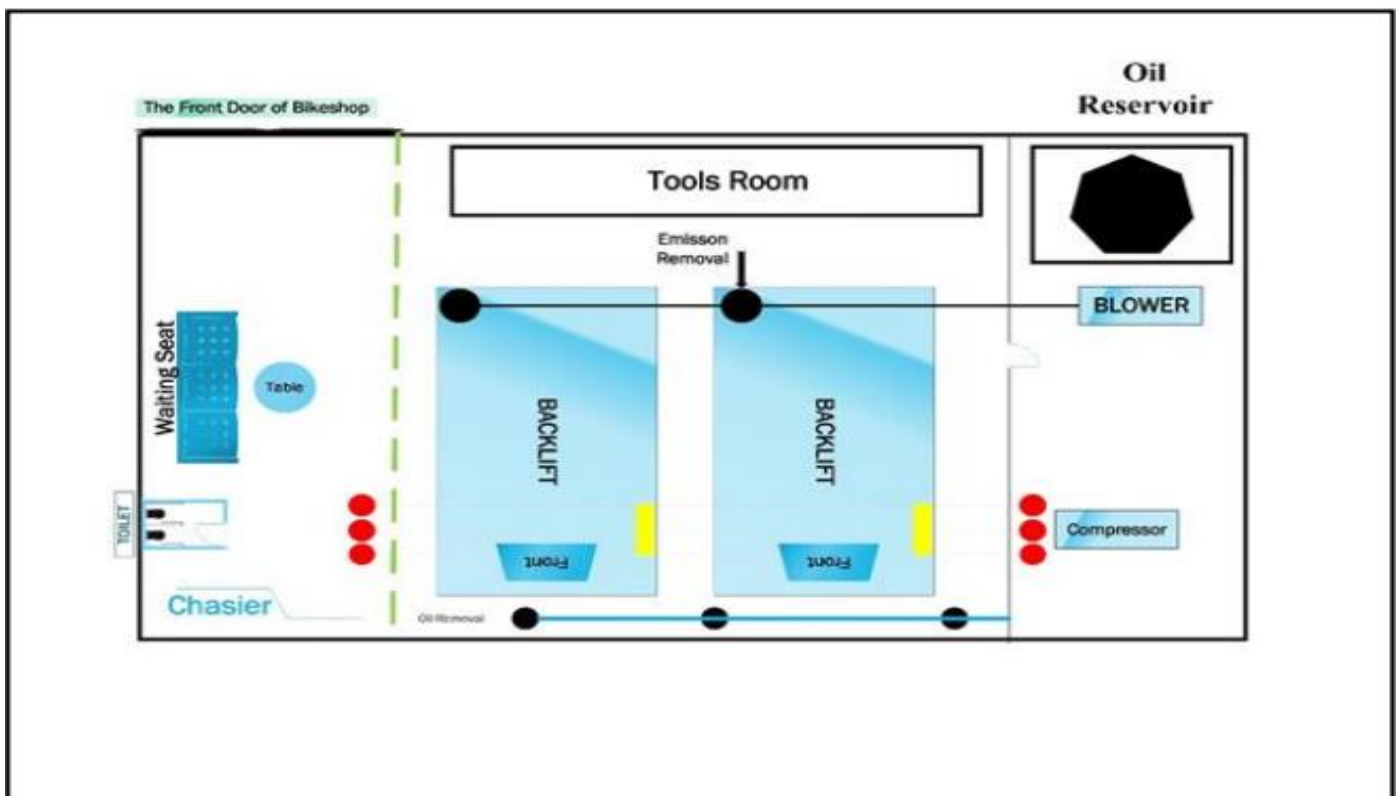 Oil
Reservoir
The Front Door of Bikeshop
Tools Room
Emisson
Removal
BLOWER
Waiting Seat
Table
BACKLIFT
BACKLIFT
TOILET
Compressor
Front
Front
Chasier
Oil Removal